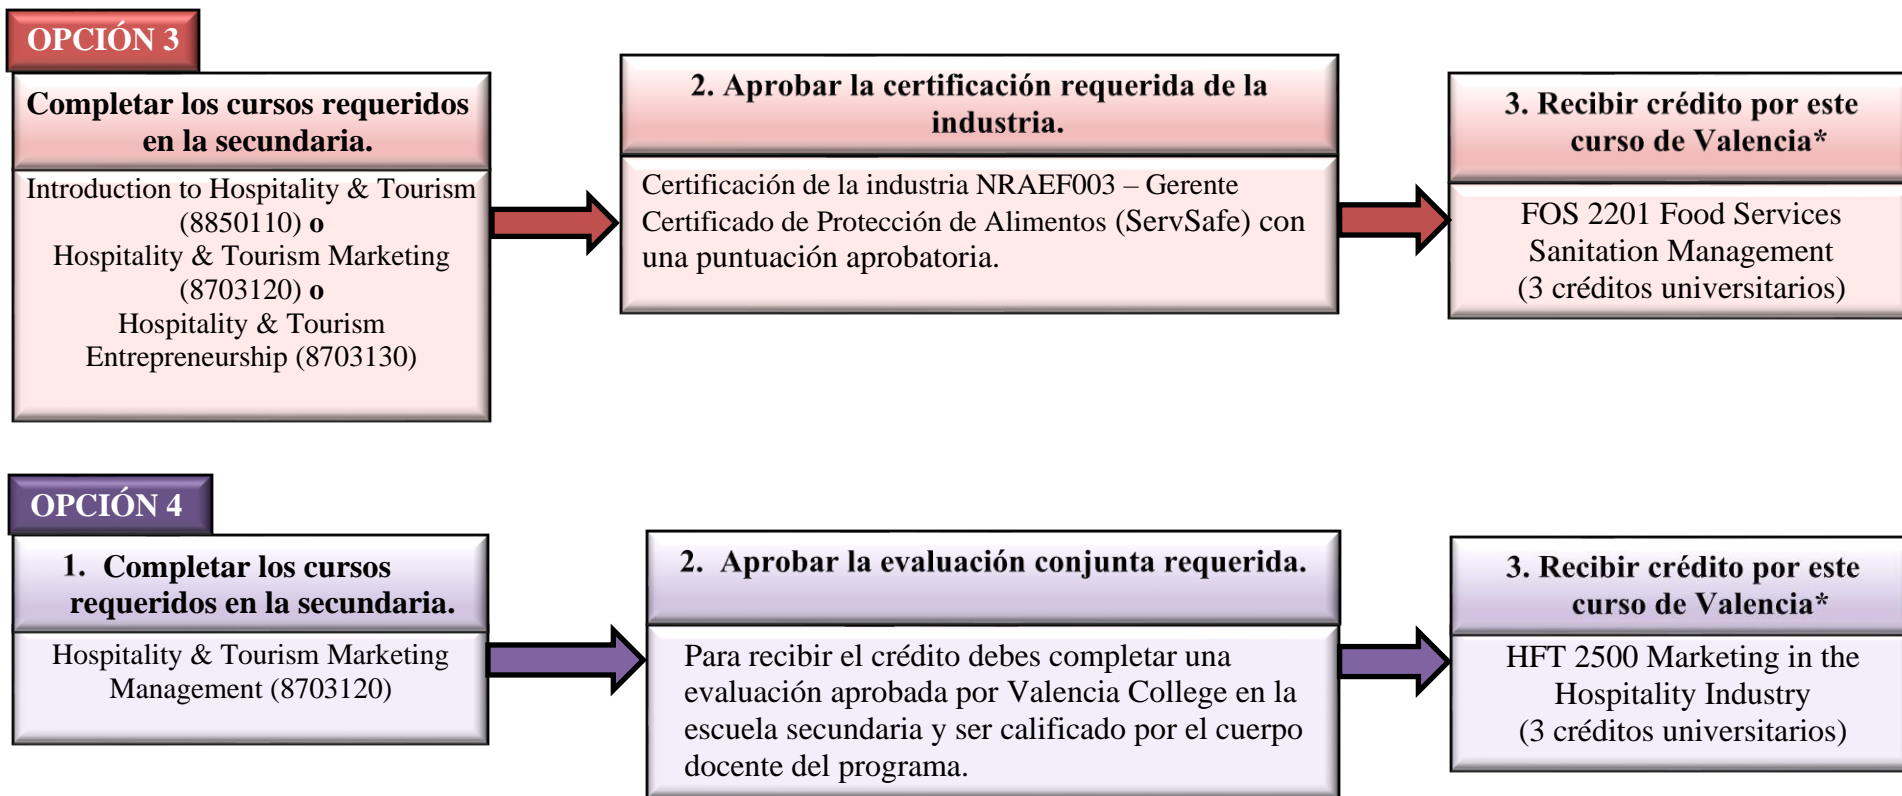 OPCIÓN 3
Completar los cursos requeridos
en la secundaria.
Introduction to Hospitality & Tourism
(8850110) o
Hospitality & Tourism Marketing
(8703120) o
Hospitality & Tourism
Entrepreneurship (8703130)
2. Aprobar la certificación requerida de la
industria.
Certificación de la industria NRAEF003 – Gerente
Certificado de Protección de Alimentos (ServSafe) con
una puntuación aprobatoria.
3. Recibir crédito por este
curso de Valencia*
FOS 2201 Food Services
Sanitation Management
(3 créditos universitarios)
OPCIÓN 4
1. Completar los cursos
requeridos en la secundaria.
Hospitality & Tourism Marketing
Management (8703120)
2. Aprobar la evaluación conjunta requerida.
Para recibir el crédito debes completar una
evaluación aprobada por Valencia College en la
escuela secundaria y ser calificado por el cuerpo
docente del programa.
3. Recibir crédito por este
curso de Valencia*
HFT 2500 Marketing in the
Hospitality Industry
(3 créditos universitarios)